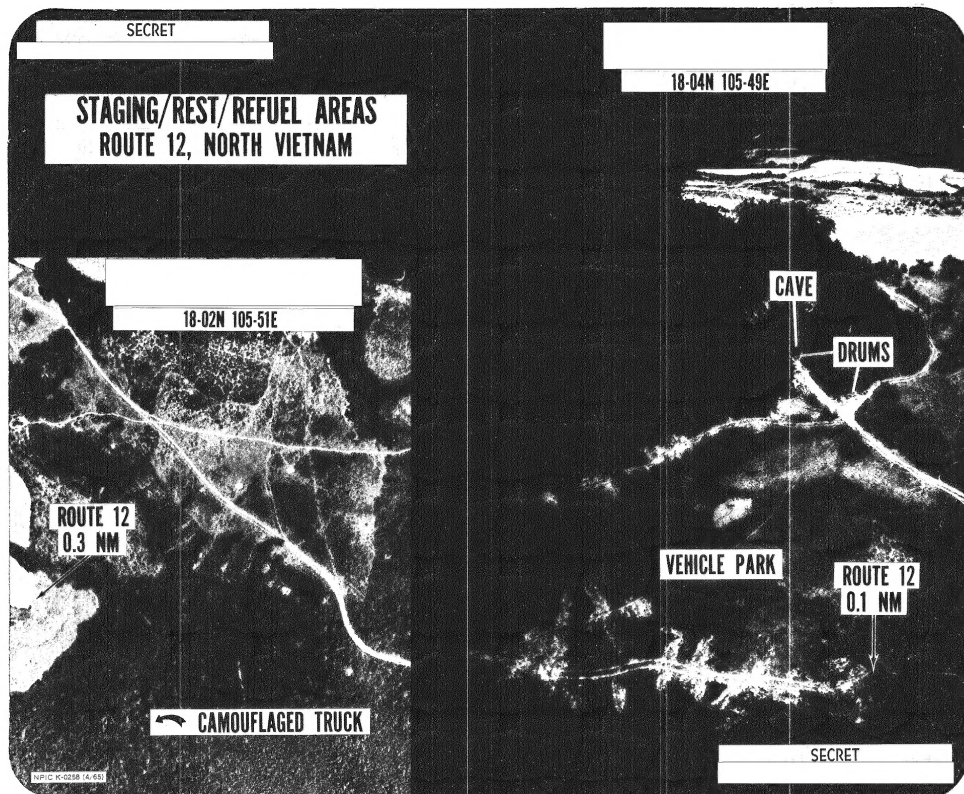 SECRET
STAGING/REST/REFUEL AREAS
ROUTE 12, NORTH VIETNAM
18-02N 105-51E
ROUTE 12
0.3 NM
CAMOUFLAGED TRUCK
NPIC K-0258 (4/65)
18-04N 105-49E
CAVE
DRUMS
VEHICLE PARK
ROUTE 12
0.1 NM
SECRET